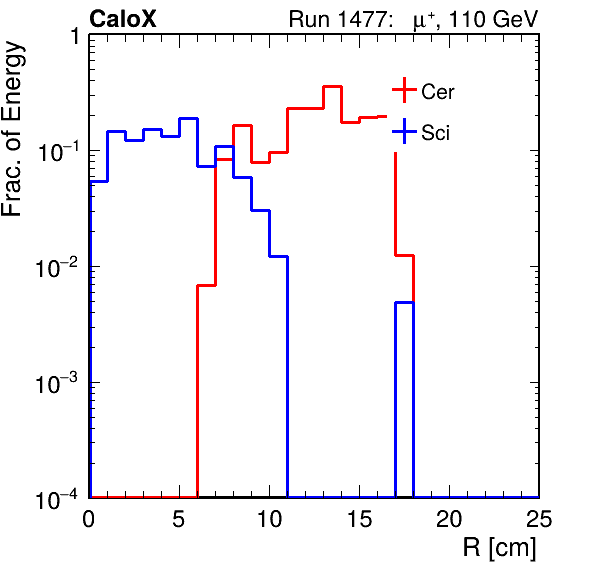 CaloX Run 1477: μ⁺, 110 GeV
Frac. of Energy
1
10⁻¹
10⁻²
10⁻³
10⁻⁴
Cer
Sci
0 5 10 15 20 25
R [cm]